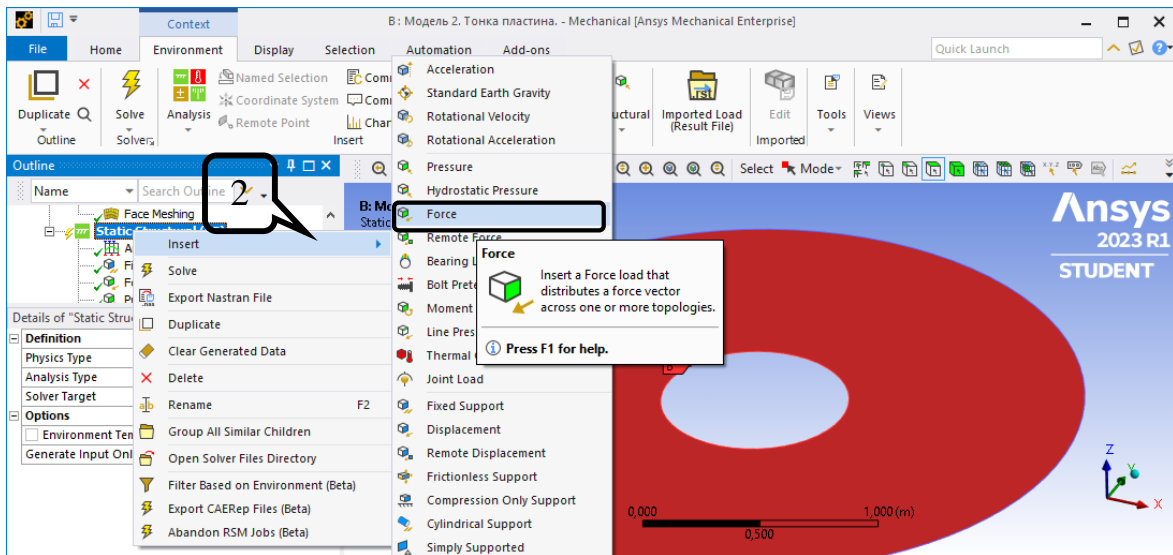 Context
B : Модель 2. Тонка пластина. - Mechanical [Ansys Mechanical Enterprise]
File Home Environment Display Selection Automation Add-ons Quick Launch
Duplicate
Outline
Solve
Solve
Analysis
Named Selection
Coordinate System
Remote Point
Insert
Imported Load
(Result File)
Edit
Imported
Tools
Views
Outline
Name Search Outline
2
Face Meshing
Static Structural
Details of "Static
Definition
Physics Type
Analysis Type
Solver Target
Options
Environment
Generate Input
Insert
Solve
Export Nastran File
Duplicate
Clear Generated Data
Delete
Rename F2
Group All Similar Children
Open Solver Files Directory
Filter Based on Environment (Beta)
Export CAERep Files (Beta)
Abandon RSM Jobs (Beta)
Acceleration
Standard Earth Gravity
Rotational Velocity
Rotational Acceleration
Pressure
Hydrostatic Pressure
Force
Remote Force
Bearing
Bolt
Moment
Line
Thermal
Joint Load
Fixed Support
Displacement
Remote Displacement
Frictionless Support
Compression Only Support
Cylindrical Support
Simply Supported
Force
Insert a Force load that
distributes a force vector
across one or more topologies.
Press F1 for help.
Select Mode
B:
Static
Ansys
2023 R1
STUDENT
B
0,000 1,000 (m)
0,500
Z
Y
X